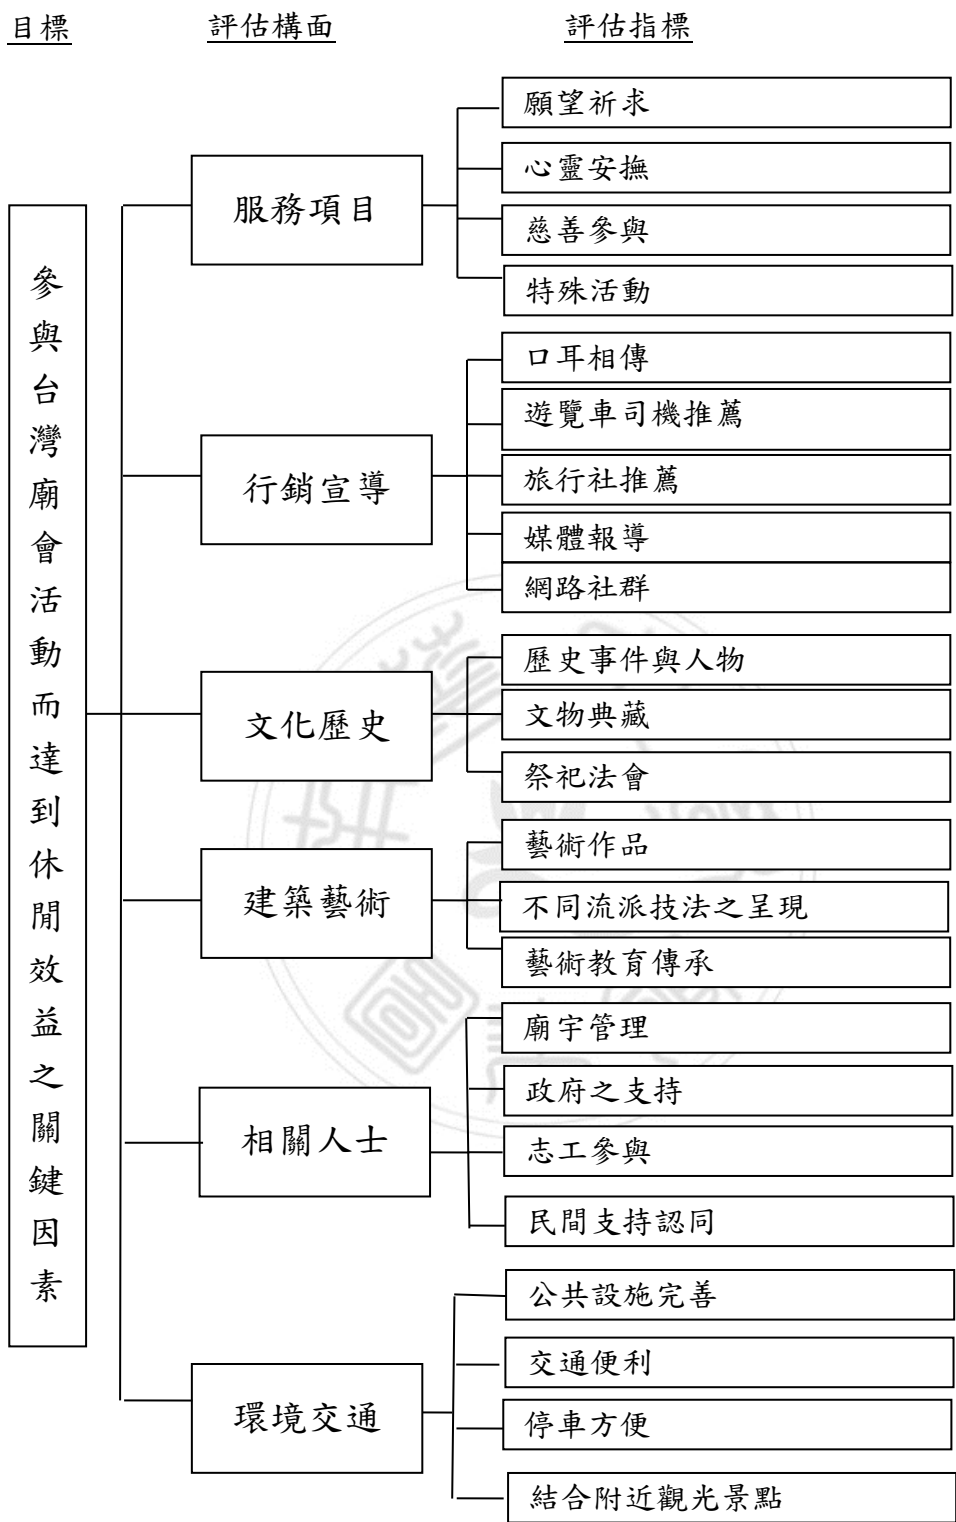 目標 評估構面 評估指標
參與台灣廟會活動而達到休閒效益之關鍵因素
服務項目
願望祈求
心靈安撫
慈善參與
特殊活動
行銷宣導
口耳相傳
遊覽車司機推薦
旅行社推薦
媒體報導
網路社群
文化歷史
歷史事件與人物
文物典藏
祭祀法會
建築藝術
藝術作品
不同流派技法之呈現
藝術教育傳承
相關人士
廟宇管理
政府之支持
志工參與
民間支持認同
環境交通
公共設施完善
交通便利
停車方便
結合附近觀光景點